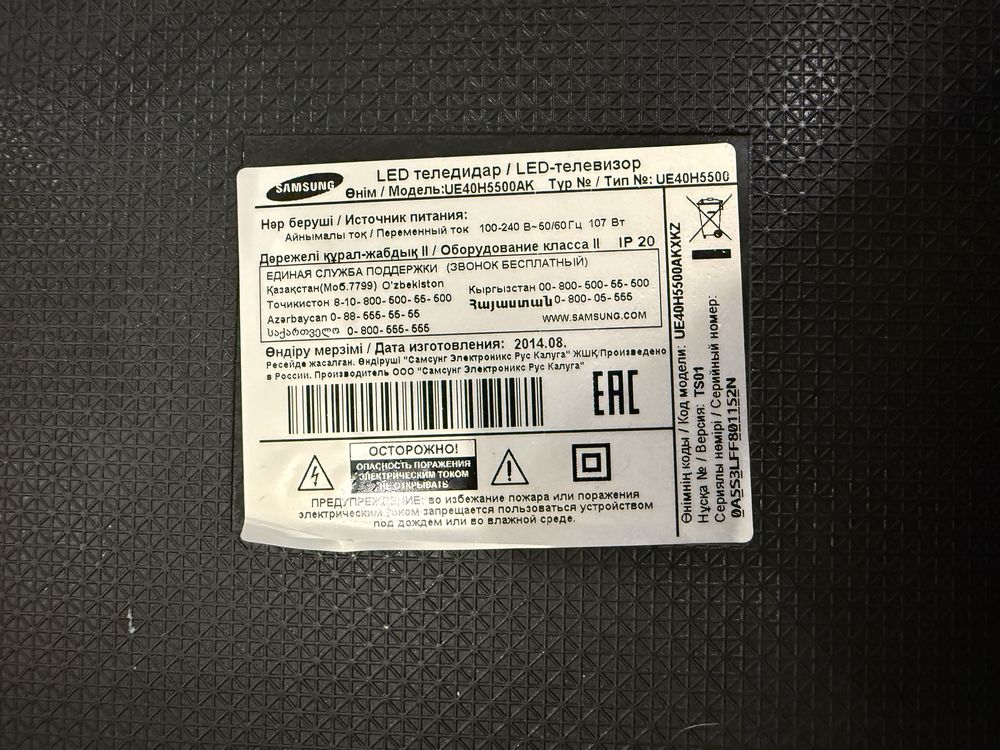 SAMSUNG
LED теледидар / LED-телевизор
Өнім / Модель:UE40H5500AK Тур № / Тип №: UE40H5500
Нәр беруші / Источник питания:
Айнымалы ток / Переменный ток 100-240 В~50/60 Гц 107 Вт
Дәрежелі құрал-жабдық II / Оборудование класса II IP 20
ЕДИНАЯ СЛУЖБА ПОДДЕРЖКИ (ЗВОНОК БЕСПЛАТНЫЙ)
Қазақстан(Моб.7799) O'zbekiston
Кыргызстан 00-800-500-55-500
Тоҷикистон 8-10-800-500-55-500
Հայաստան 0-800-05-555
Azərbaycan 0-88-555-55-55
WWW.SAMSUNG.COM
საქართველო 0-800-555-555
Өндіру мерзімі / Дата изготовления: 2014.08.
Ресейде жасалған. Өндіруші "Самсунг Электроникс Рус Калуга" ЖШҚ/Произведено
в России. Производитель ООО "Самсунг Электроникс Рус Калуга"
EAC
ОСТОРОЖНО!
ОПАСНОСТЬ ПОРАЖЕНИЯ
ЭЛЕКТРИЧЕСКИМ ТОКОМ
НЕ ОТКРЫВАТЬ
ПРЕДУПРЕЖДЕНИЕ: во избежание пожара или поражения
электрическим током запрещается пользоваться устройством
под дождем или во влажной среде.
Өнімнің коды / Код модели: UE40H5500AKXKZ
Нұсқа № / Версия: TS01
Сериялы нөмірі / Серийный номер:
0A5S3LFF801152N